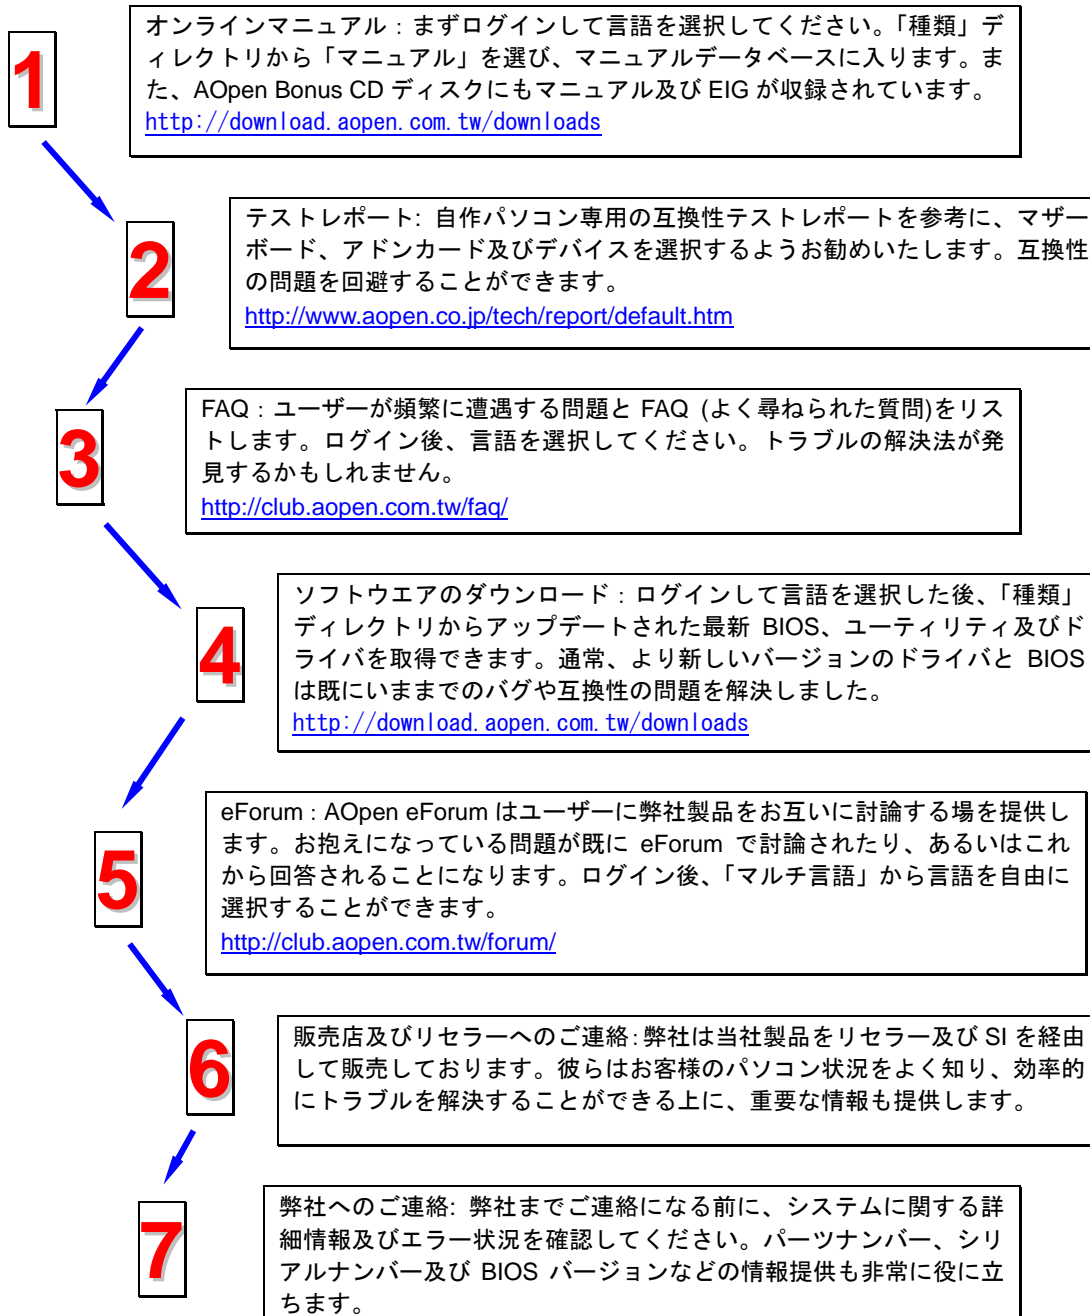 1
オンラインマニュアル：まずログインして言語を選択してください。「種類」デ
ィレクトリから「マニュアル」を選び、マニュアルデータベースに入ります。ま
た、AOpen Bonus CD ディスクにもマニュアル及び EIG が収録されています。
http://download.aopen.com.tw/downloads
2
テストレポート: 自作パソコン専用の互換性テストレポートを参考に、マザー
ボード、アドンカード及びデバイスを選択するようお勧めいたします。互換性
の問題を回避することができます。
http://www.aopen.co.jp/tech/report/default.htm
3
FAQ：ユーザーが頻繁に遭遇する問題と FAQ (よく尋ねられた質問)をリス
トします。ログイン後、言語を選択してください。トラブルの解決法が発
見するかもしれません。
http://club.aopen.com.tw/faq/
4
ソフトウエアのダウンロード：ログインして言語を選択した後、「種類」
ディレクトリからアップデートされた最新 BIOS、ユーティリティ及びド
ライバを取得できます。通常、より新しいバージョンのドライバと BIOS
は既にいままでのバグや互換性の問題を解決しました。
http://download.aopen.com.tw/downloads
5
eForum : AOpen eForum はユーザーに弊社製品をお互いに討論する場を提供し
ます。お抱えになっている問題が既に eForum で討論されたり、あるいはこれ
から回答されることになります。ログイン後、「マルチ言語」から言語を自由に
選択することができます。
http://club.aopen.com.tw/forum/
6
販売店及びリセラーへのご連絡：弊社は当社製品をリセラー及び SI を経由
して販売しております。彼らはお客様のパソコン状況をよく知り、効率的
にトラブルを解決することができる上に、重要な情報も提供します。
7
弊社へのご連絡: 弊社までご連絡になる前に、システムに関する詳
細情報及びエラー状況を確認してください。パーツナンバー、シリ
アルナンバー及び BIOS バージョンなどの情報提供も非常に役に立
ちます。